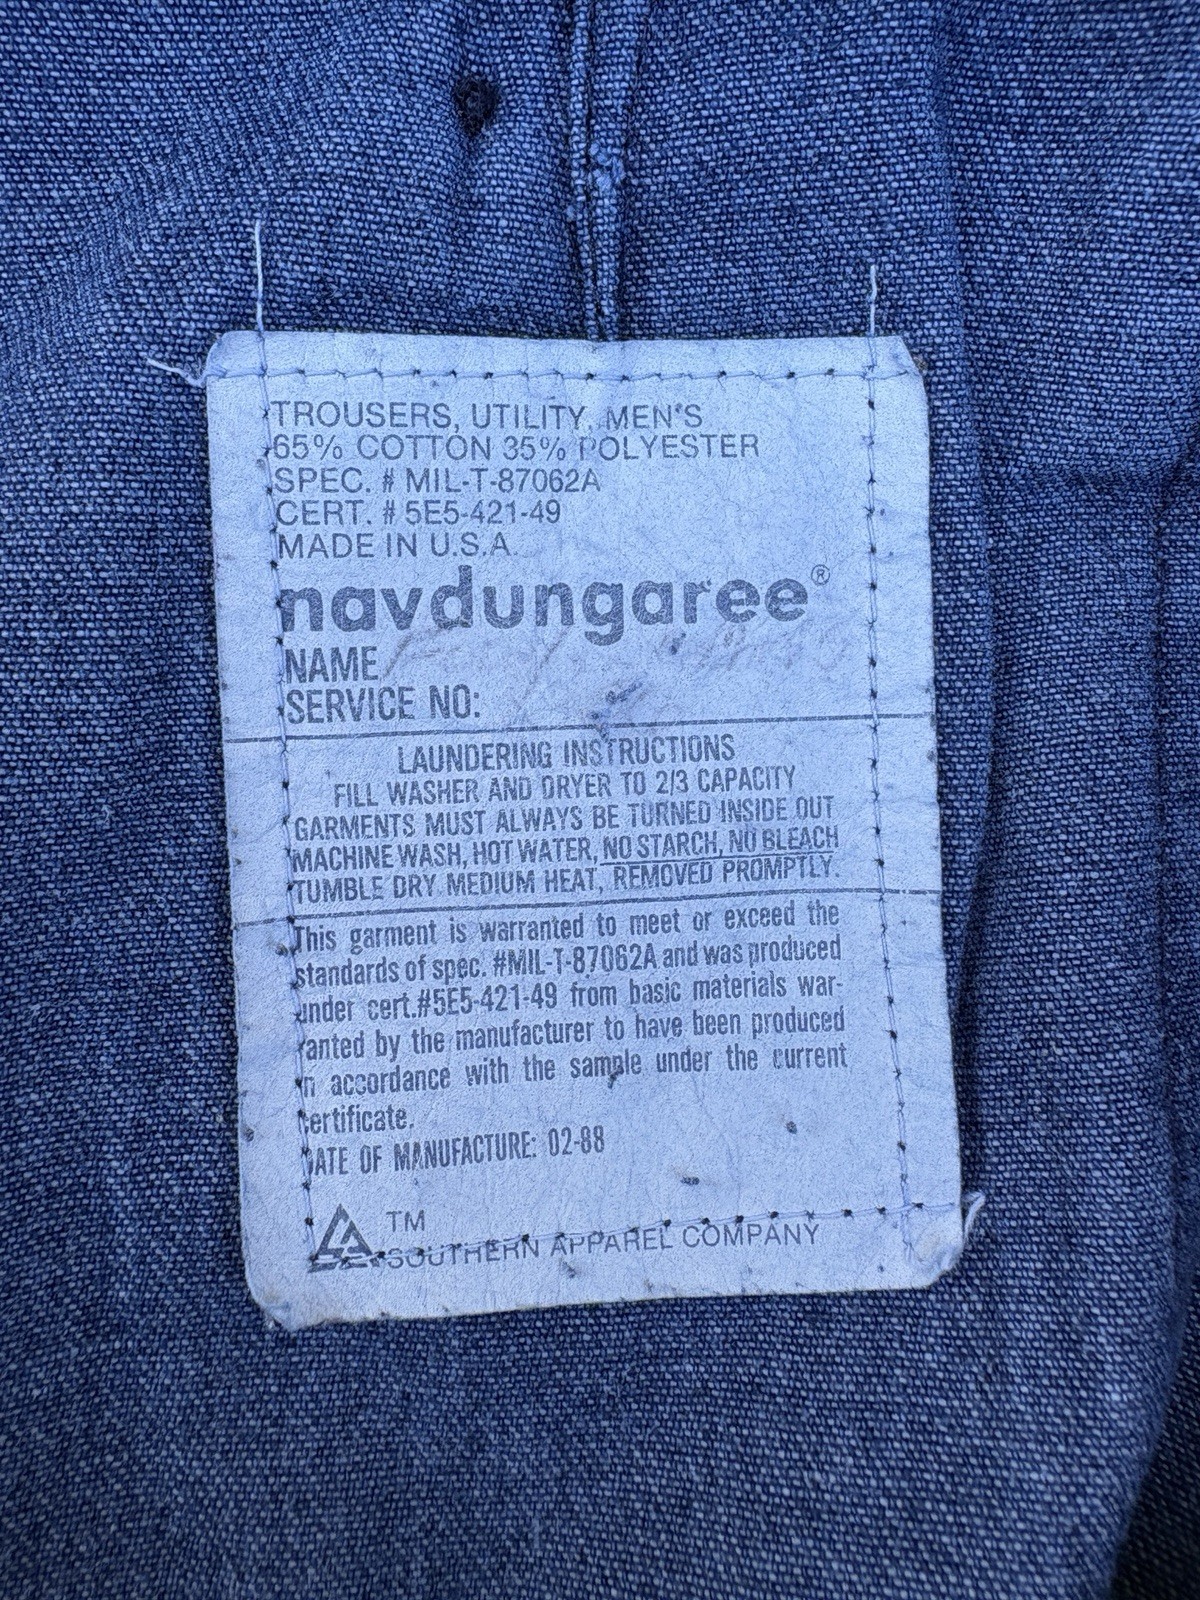 TROUSERS, UTILITY, MEN'S
65% COTTON 35% POLYESTER
SPEC. # MIL-T-87062A
CERT. # 5E5-421-49
MADE IN U.S.A.
navdungaree®
NAME
SERVICE NO:
LAUNDERING INSTRUCTIONS
FILL WASHER AND DRYER TO 2/3 CAPACITY
GARMENTS MUST ALWAYS BE TURNED INSIDE OUT
MACHINE WASH, HOT WATER, NO STARCH, NO BLEACH
TUMBLE DRY MEDIUM HEAT, REMOVED PROMPTLY.
This garment is warranted to meet or exceed the
standards of spec. #MIL-T-87062A and was produced
under cert.#5E5-421-49 from basic materials war-
ranted by the manufacturer to have been produced
in accordance with the sample under the current
certificate.
DATE OF MANUFACTURE: 02-88
TM
SOUTHERN APPAREL COMPANY